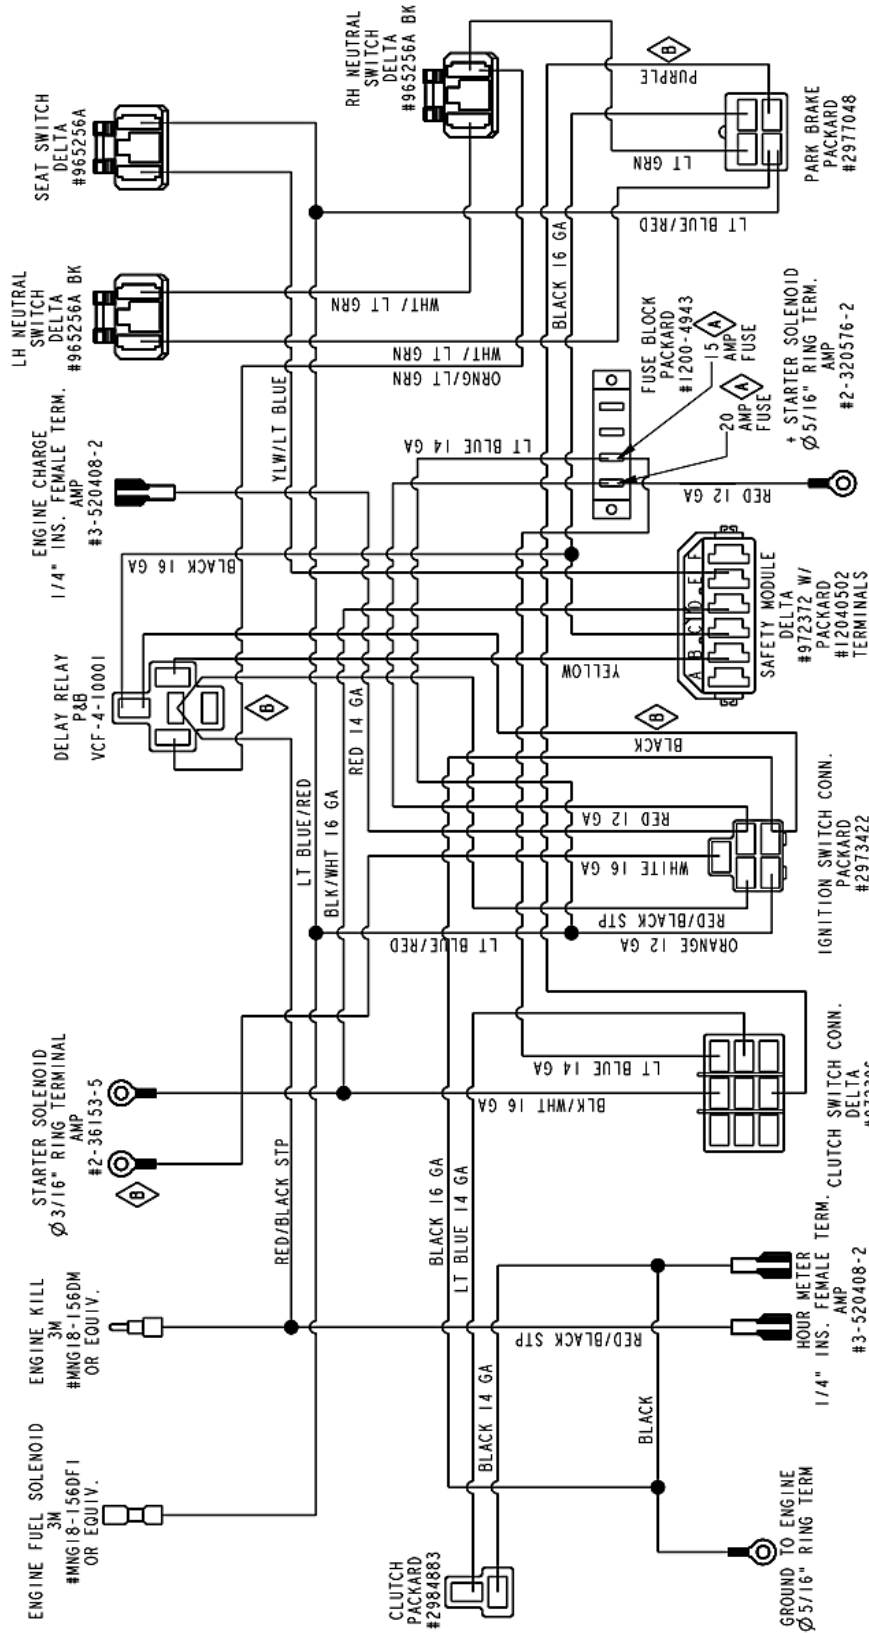 ENGINE FUEL SOLENOID
3M
#MNG18-156DFI
OR EQUIV.
ENGINE KILL
3M
#MNG18-156DM
OR EQUIV.
STARTER SOLENOID
Ø3/16" RING TERMINAL
AMP
#2-36153-5
B
DELAY RELAY
P&B
VCF-4-10001
B
ENGINE CHARGE
1/4" INS. FEMALE TERM.
AMP
#3-520408-2
LH NEUTRAL
SWITCH
DELTA
#965256A BK
SEAT SWITCH
DELTA
#965256A
RH NEUTRAL
SWITCH
DELTA
#965256A BK
RED/BLACK STP
LT BLUE/RED
BLK/WHT 16 GA
RED 14 GA
BLACK 16 GA
YLW/LT BLUE
WHT/ LT GRN
WHT/ LT GRN
ORNG/LT GRN
LT BLUE 14 GA
BLACK 16 GA
LT GRN
PURPLE
B
LT BLUE/RED
PARK BRAKE
PACKARD
#2977048
FUSE BLOCK
PACKARD
#1200-4943
15 A
AMP
FUSE
20 A
AMP
FUSE
RED 12 GA
+ STARTER SOLENOID
Ø5/16" RING TERM.
AMP
#2-320576-2
YELLOW
A B C D E F
SAFETY MODULE
DELTA
#972372 W/
PACKARD
#12040502
TERMINALS
BLACK
B
RED 12 GA
WHITE 16 GA
RED/BLACK STP
ORANGE 12 GA
LT BLUE/RED
IGNITION SWITCH CONN.
PACKARD
#2973422
LT BLUE 14 GA
BLK/WHT 16 GA
CLUTCH SWITCH CONN.
DELTA
BLACK 16 GA
LT BLUE 14 GA
BLACK 14 GA
RED/BLACK STP
BLACK
HOUR METER
1/4" INS. FEMALE TERM.
AMP
#3-520408-2
CLUTCH
PACKARD
#2984883
GROUND TO ENGINE
Ø5/16" RING TERM